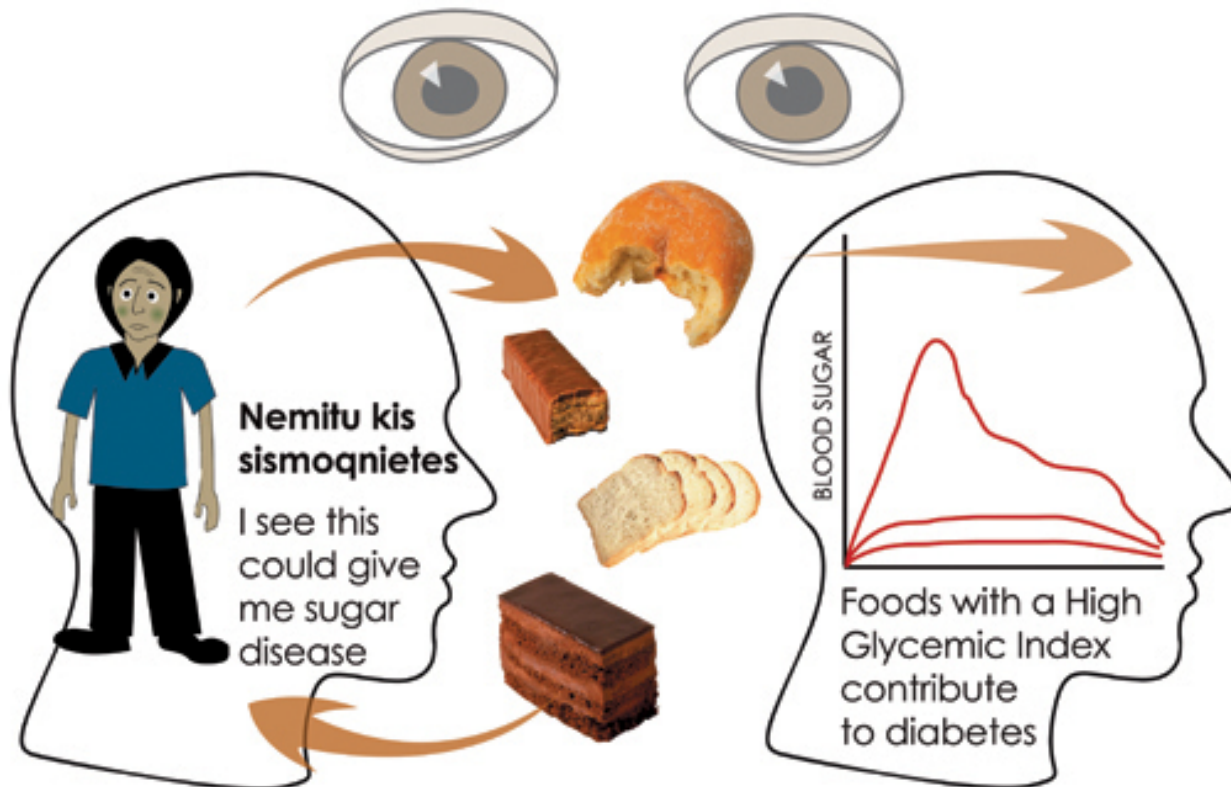 Nemitu kis
sismoqnietes
I see this
could give
me sugar
disease
BLOOD SUGAR
Foods with a High
Glycemic Index
contribute
to diabetes